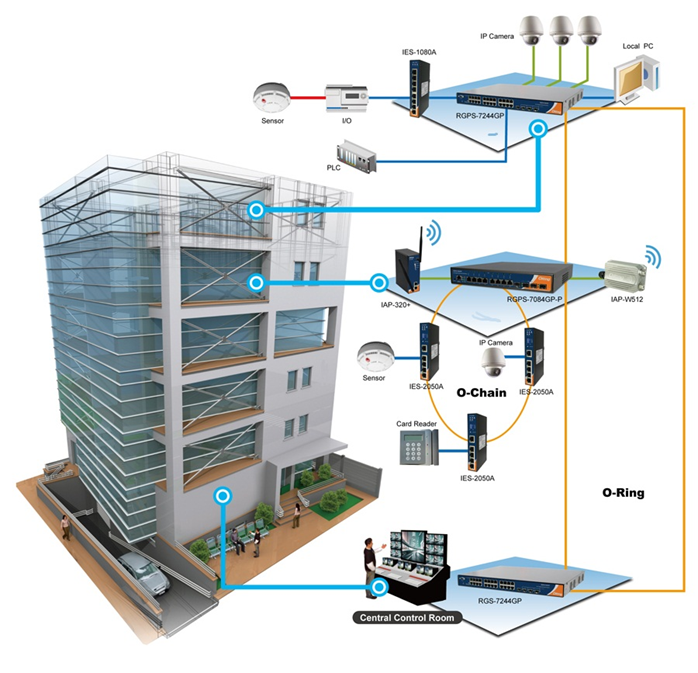 IP Camera
Local PC
IES-1080A
Sensor
I/O
RGPS-7244GP
PLC
IAP-320+
RGPS-7084GP-P
IAP-W512
IP Camera
Sensor
IES-2050A
IES-2050A
O-Chain
Card Reader
IES-2050A
O-Ring
RGS-7244GP
Central Control Room